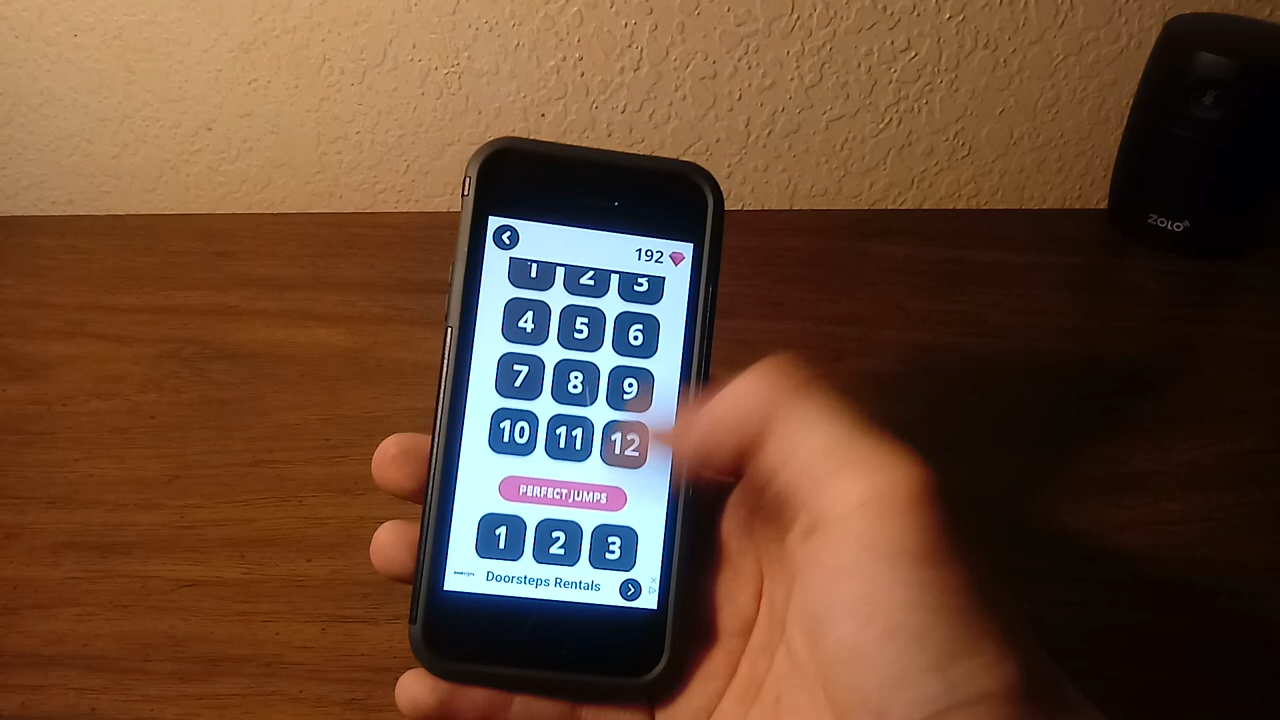 ZOLO
192
1 2 3
4 5 6
7 8 9
10 11 12
PERFECT JUMPS
1 2 3
Doorsteps Rentals